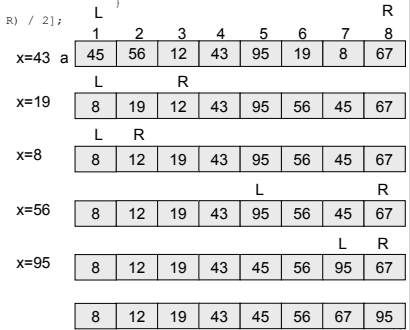 }
L R
R) / 2];
1 2 3 4 5 6 7 8
x=43 a 45 56 12 43 95 19 8 67
L R
x=19 8 19 12 43 95 56 45 67
L R
x=8 8 12 19 43 95 56 45 67
L R
x=56 8 12 19 43 95 56 45 67
L R
x=95 8 12 19 43 45 56 95 67
8 12 19 43 45 56 67 95